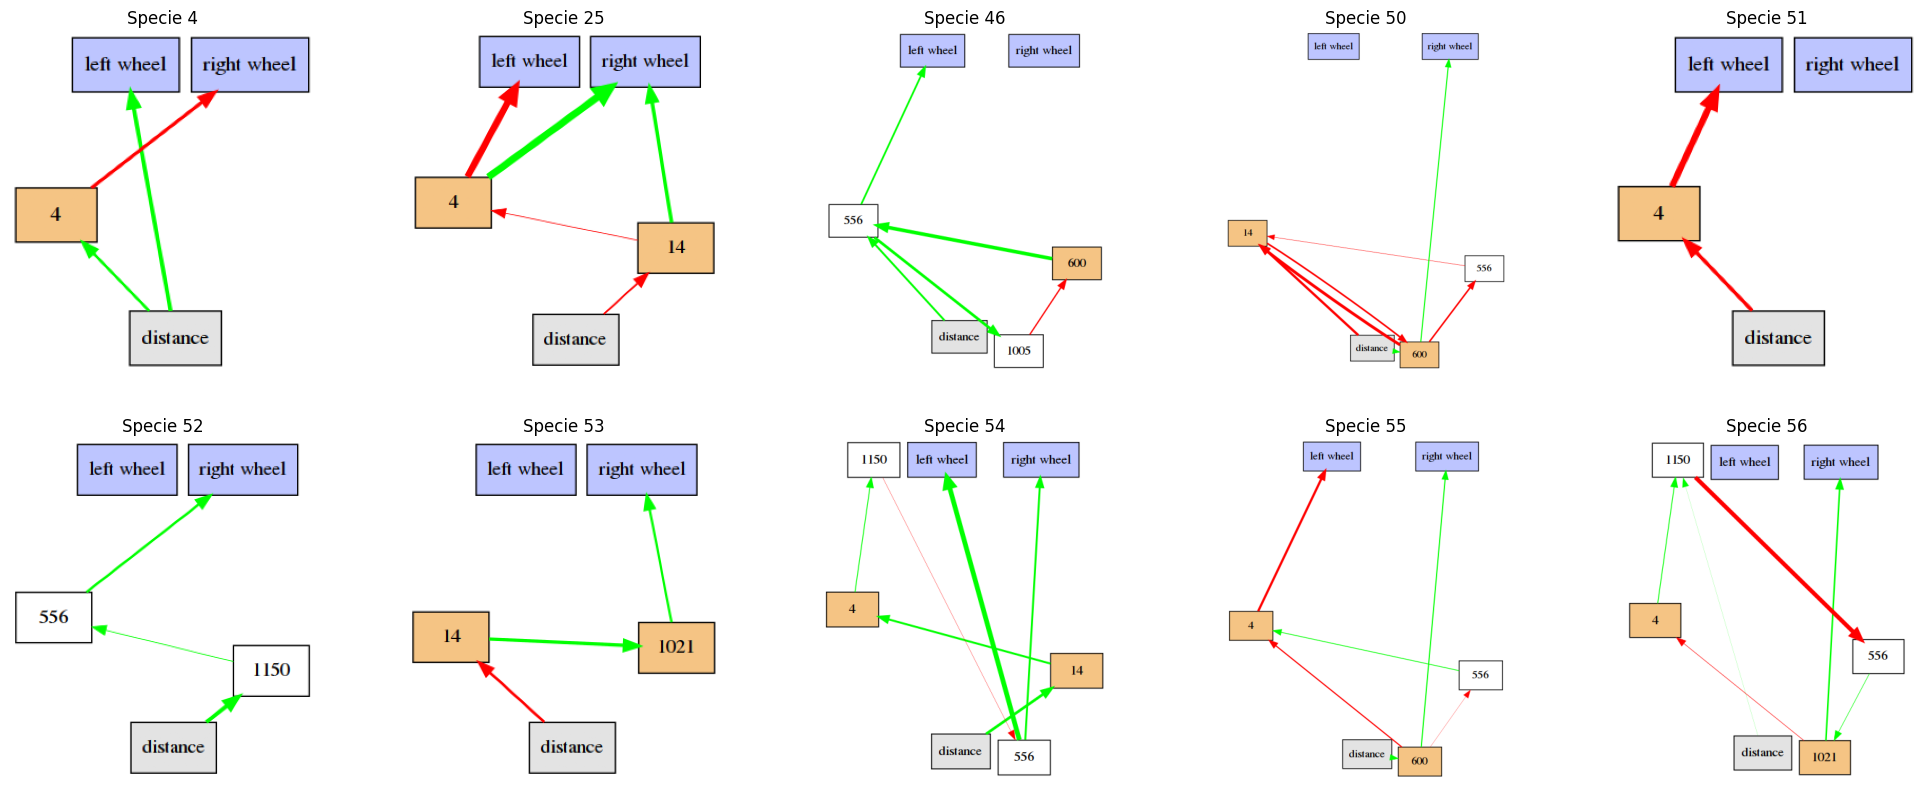 Specie 4
left wheel
right wheel
4
distance
Specie 25
left wheel
right wheel
4
14
distance
Specie 46
left wheel
right wheel
556
600
distance
1005
Specie 50
left wheel
right wheel
14
556
distance
600
Specie 51
left wheel
right wheel
4
distance
Specie 52
left wheel
right wheel
556
1150
distance
Specie 53
left wheel
right wheel
14
1021
distance
Specie 54
1150
left wheel
right wheel
4
14
distance
556
Specie 55
left wheel
right wheel
4
556
distance
600
Specie 56
1150
left wheel
right wheel
4
556
distance
1021